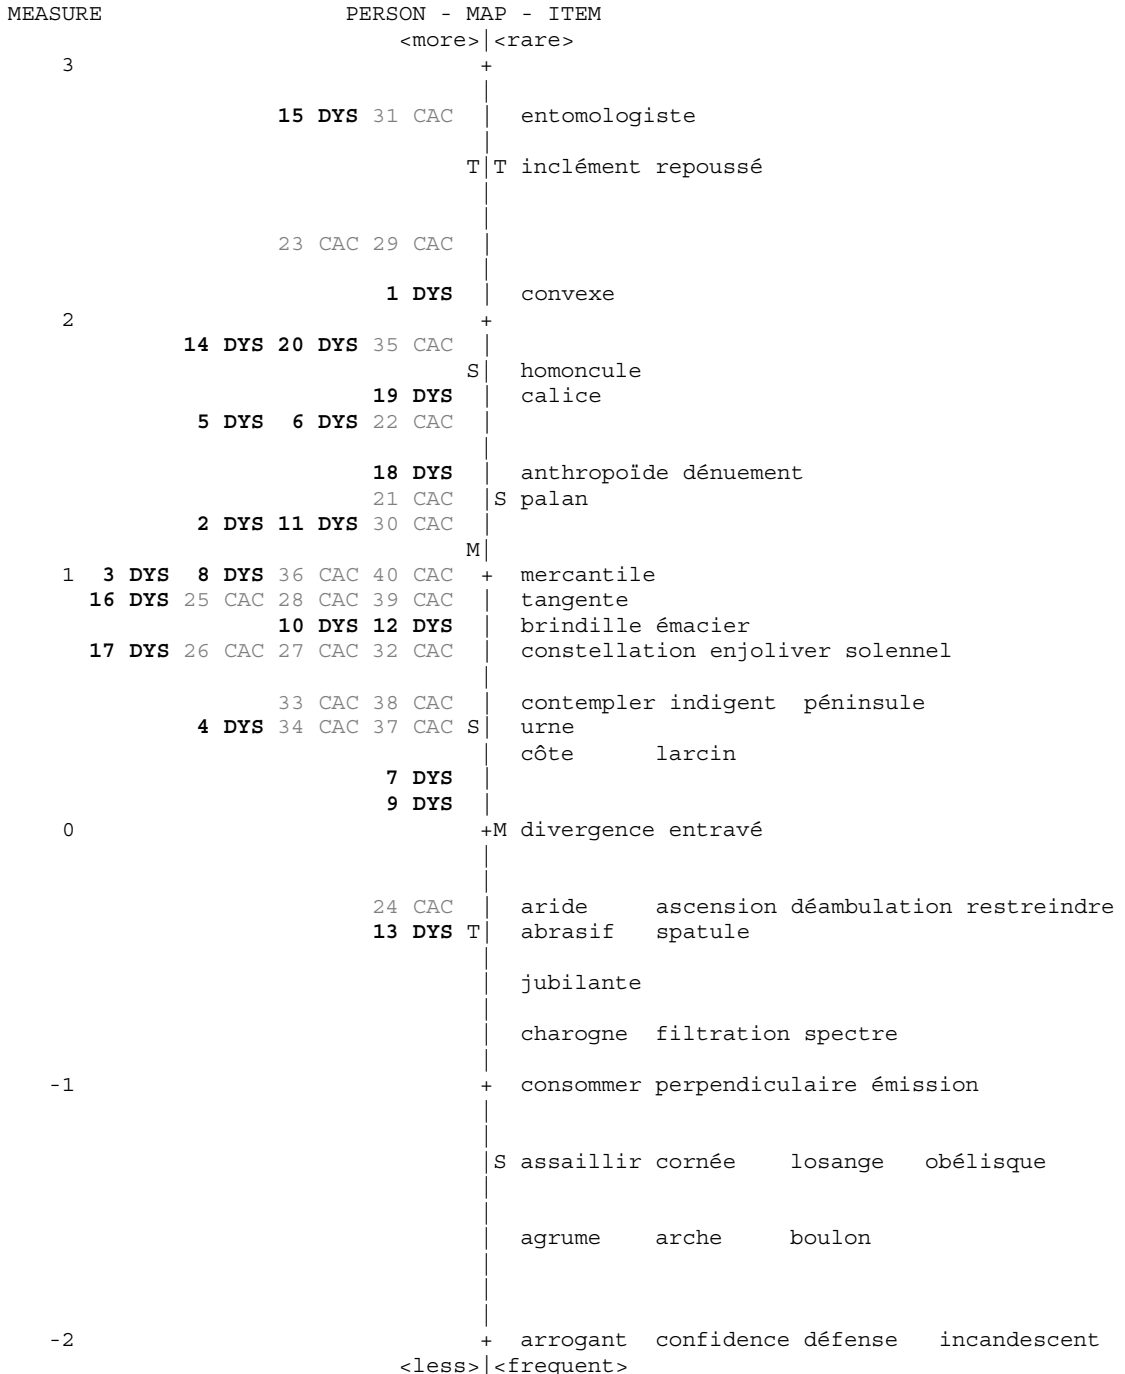 MEASURE PERSON - MAP - ITEM
<more>|<rare>
3 +
|
15 DYS 31 CAC | entomologiste
|
T|T inclément repoussé
|
|
23 CAC 29 CAC |
|
1 DYS | convexe
2 +
14 DYS 20 DYS 35 CAC |
S| homoncule
19 DYS | calice
5 DYS 6 DYS 22 CAC |
|
18 DYS | anthropoïde dénuement
21 CAC |S palan
2 DYS 11 DYS 30 CAC |
M|
1 3 DYS 8 DYS 36 CAC 40 CAC + mercantile
16 DYS 25 CAC 28 CAC 39 CAC | tangente
10 DYS 12 DYS | brindille émacier
17 DYS 26 CAC 27 CAC 32 CAC | constellation enjoliver solennel
|
33 CAC 38 CAC | contempler indigent péninsule
4 DYS 34 CAC 37 CAC S| urne
| côte larcin
7 DYS |
9 DYS |
0 +M divergence entravé
|
|
24 CAC | aride ascension déambulation restreindre
13 DYS T| abrasif spatule
|
| jubilante
|
| charogne filtration spectre
|
-1 + consommer perpendiculaire émission
|
|
|S assaillir cornée losange obélisque
|
|
| agrume arche boulon
|
|
|
-2 + arrogant confidence défense incandescent
<less>|<frequent>